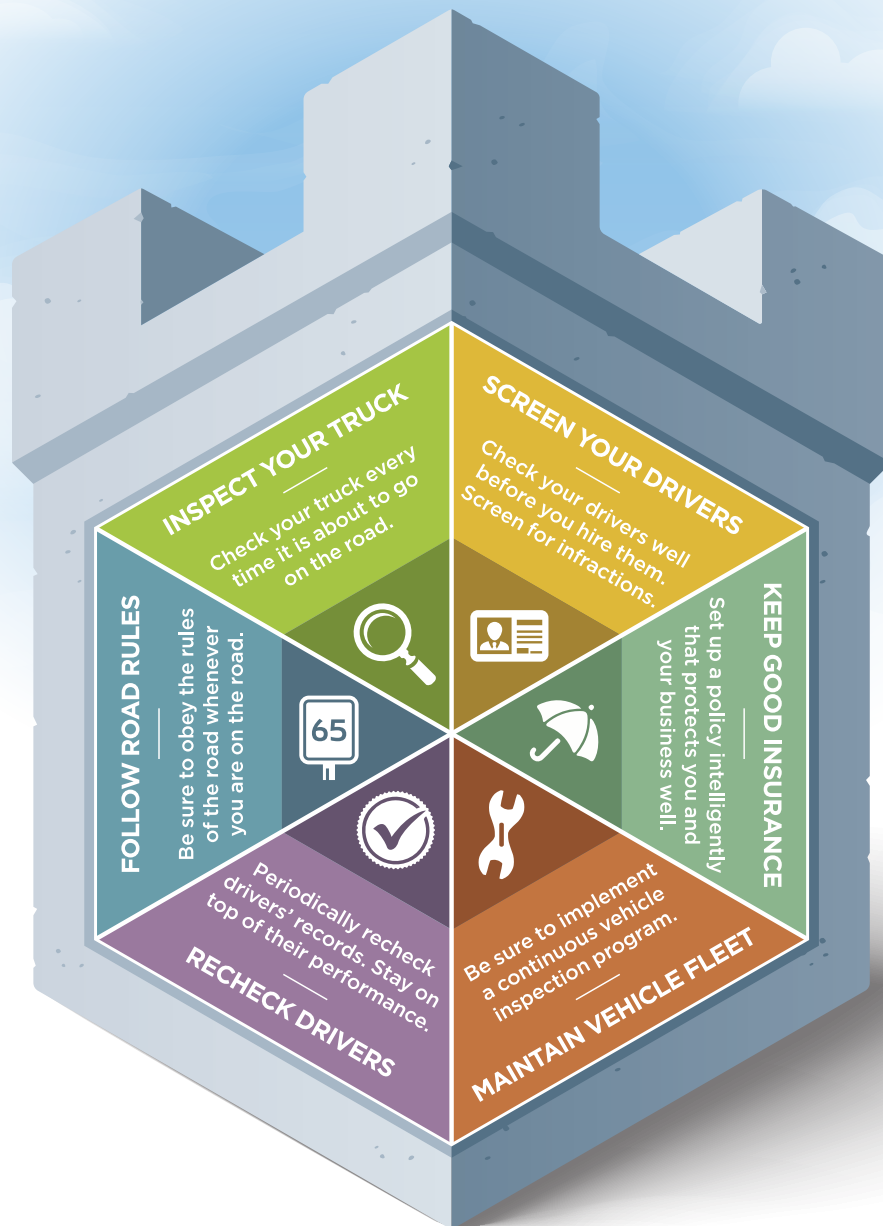 INSPECT YOUR TRUCK
Check your truck every
time it is about to go
on the road.
SCREEN YOUR DRIVERS
Check your drivers well
before you hire them.
Screen for infractions.
KEEP GOOD INSURANCE
Set up a policy intelligently
that protects you and
your business well.
Be sure to implement
a continuous vehicle
inspection program.
MAINTAIN VEHICLE FLEET
Periodically recheck
drivers’ records. Stay on
top of their performance.
RECHECK DRIVERS
FOLLOW ROAD RULES
Be sure to obey the rules
of the road whenever
you are on the road.
65